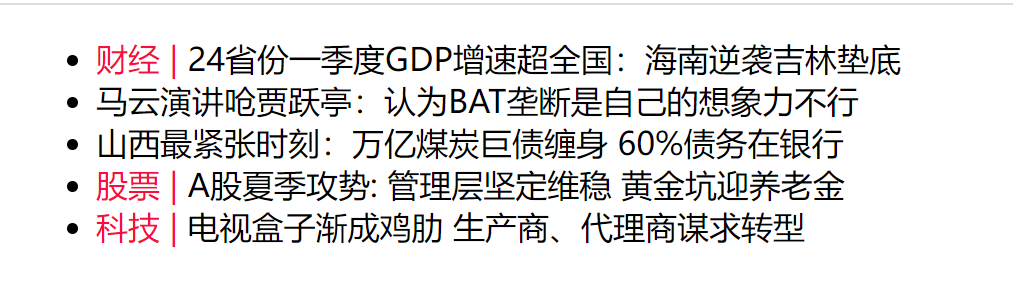 财经 | 24省份一季度GDP增速超全国：海南逆袭吉林垫底
马云演讲呛贾跃亭：认为BAT垄断是自己的想象力不行
山西最紧张时刻：万亿煤炭巨债缠身 60%债务在银行
股票 | A股夏季攻势: 管理层坚定维稳 黄金坑迎养老金
科技 | 电视盒子渐成鸡肋 生产商、代理商谋求转型